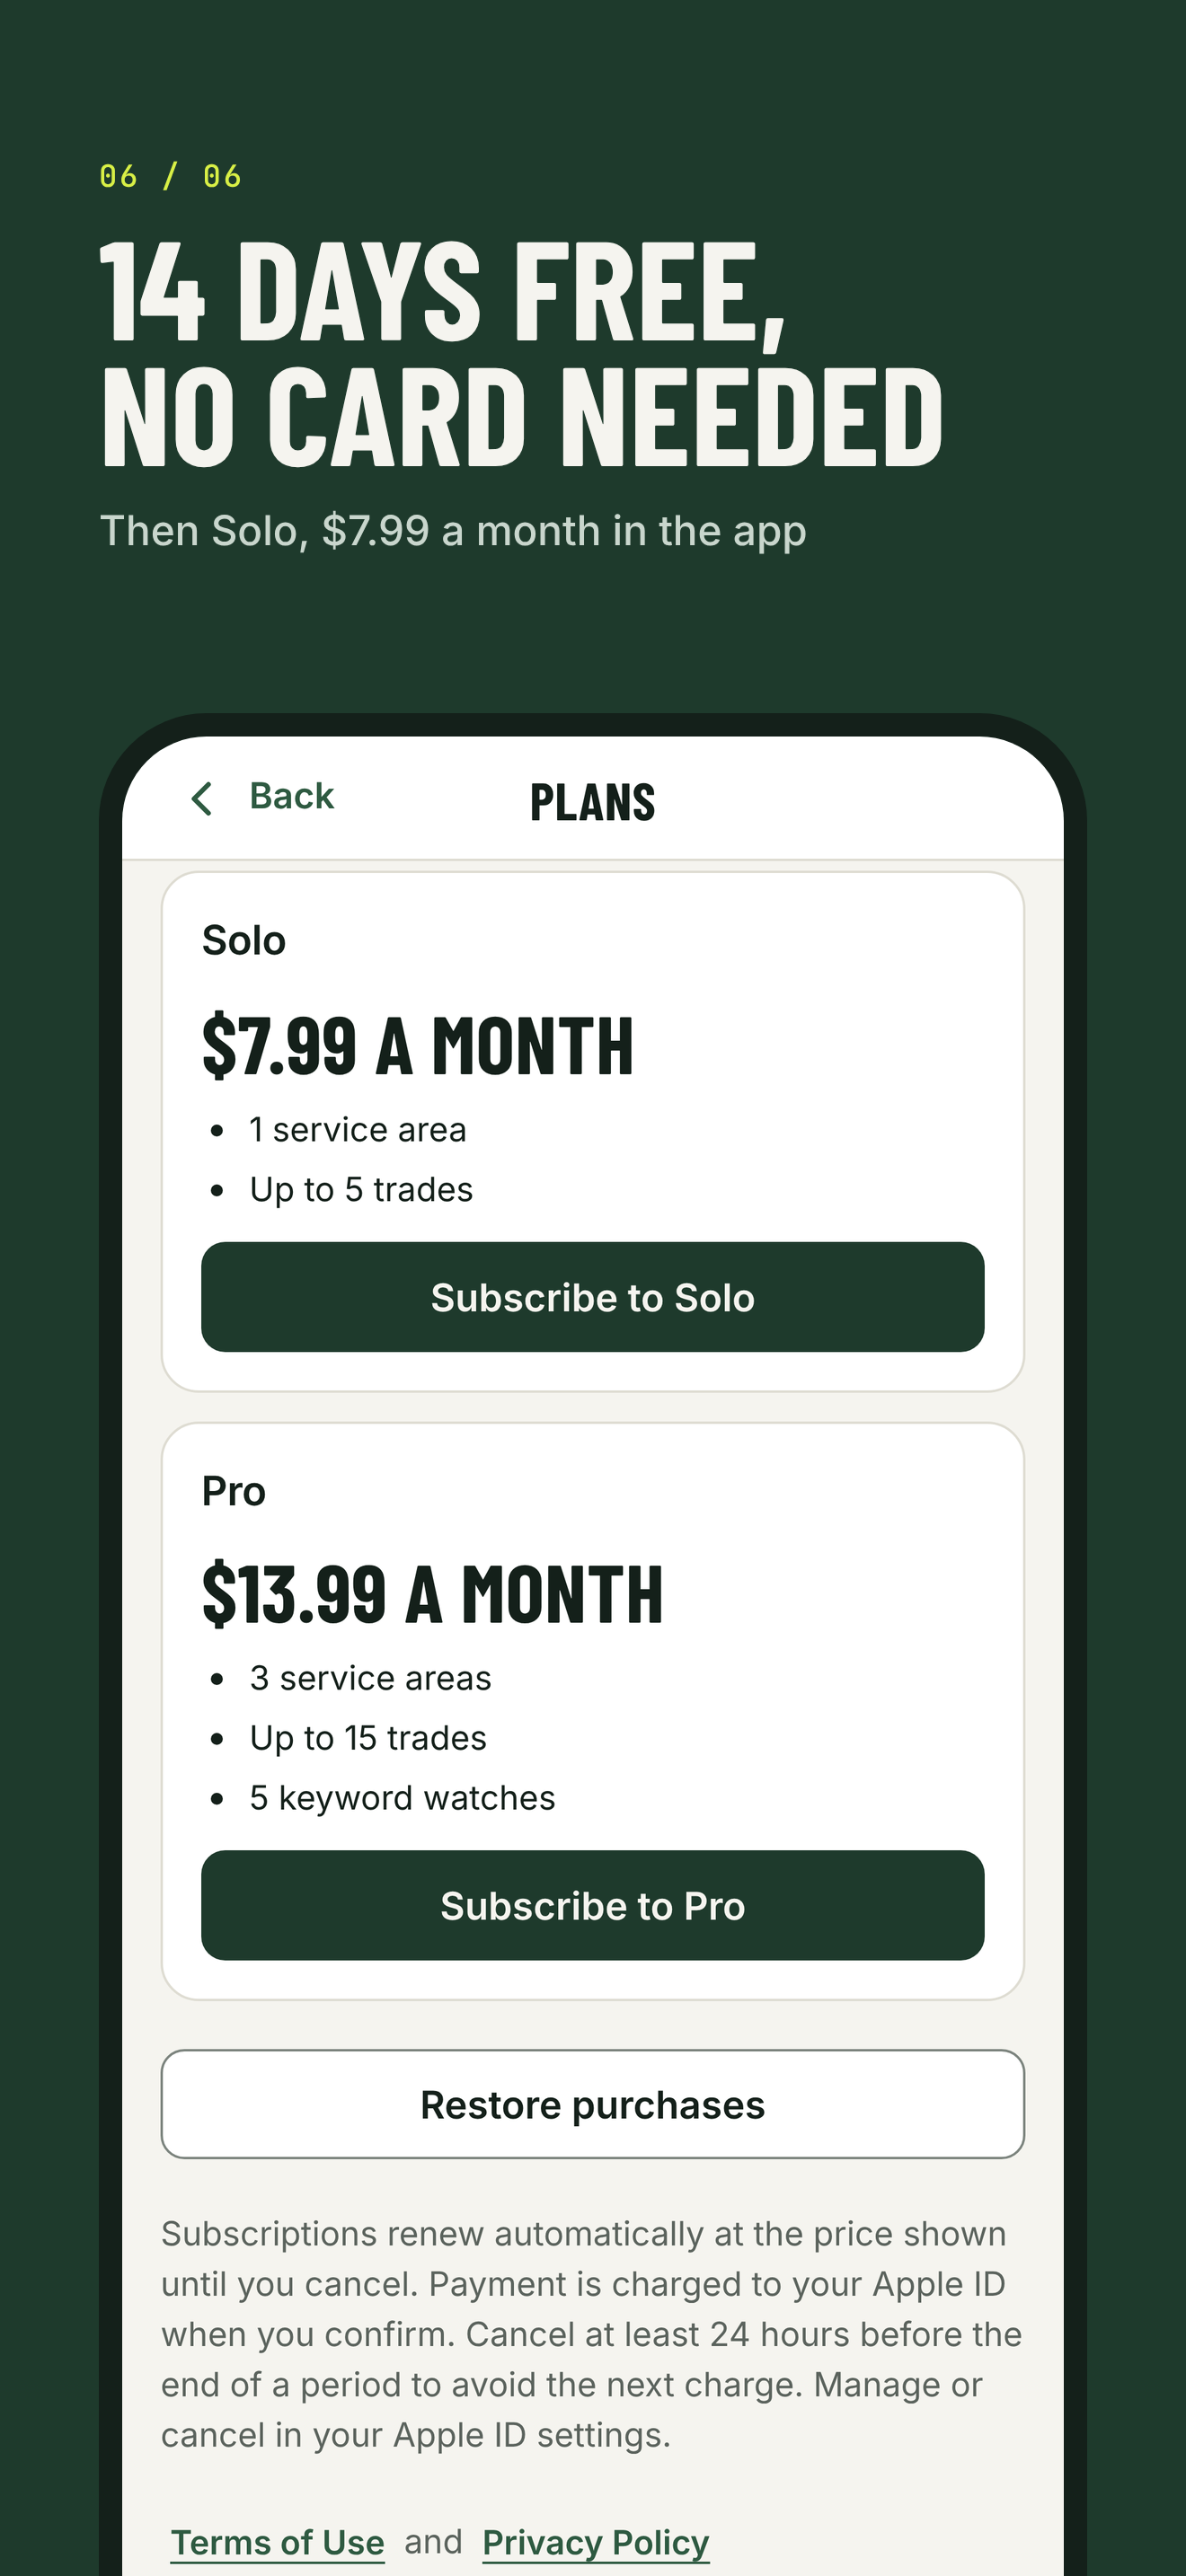 06 / 06
14 DAYS FREE,
NO CARD NEEDED
Then Solo, $7.99 a month in the app
Back
PLANS
Solo
$7.99 A MONTH
• 1 service area
• Up to 5 trades
Subscribe to Solo
Pro
$13.99 A MONTH
• 3 service areas
• Up to 15 trades
• 5 keyword watches
Subscribe to Pro
Restore purchases
Subscriptions renew automatically at the price shown
until you cancel. Payment is charged to your Apple ID
when you confirm. Cancel at least 24 hours before the
end of a period to avoid the next charge. Manage or
cancel in your Apple ID settings.
Terms of Use and Privacy Policy